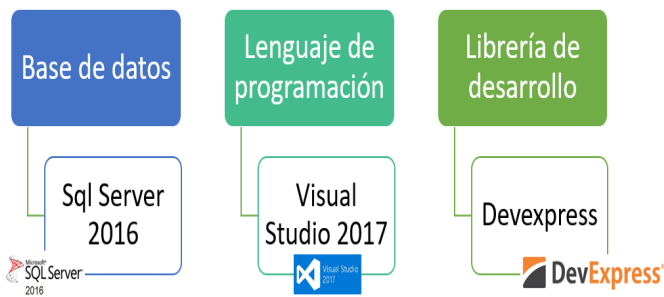 Base de datos
Lenguaje de
programación
Librería de
desarrollo
Sql Server
2016
Visual
Studio 2017
Devexpress
Microsoft
SQL Server
2016
Visual Studio
2017
DevExpress